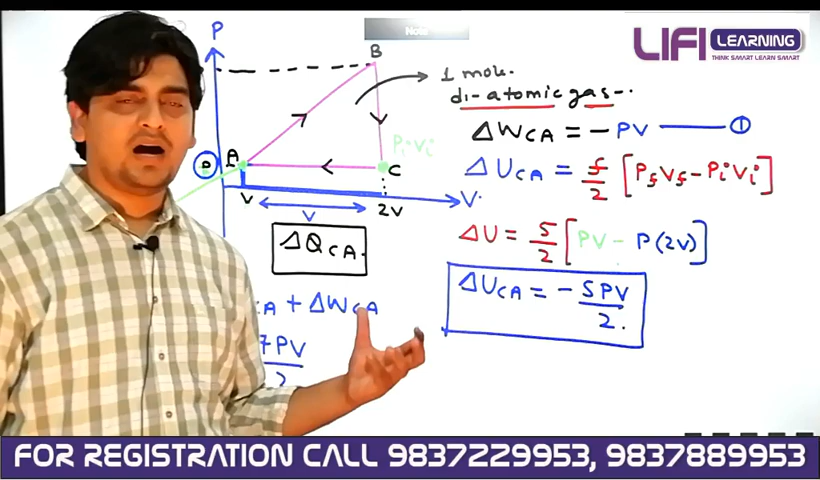 Note
LIFI LEARNING
THINK SMART LEARN SMART
P
B
1 mole.
di-atomic gas-.
ΔW_CA = -PV ① 
P_i V_i
P A C
ΔU_CA = f/2 [P_f V_f - P_i V_i]
V V 2V V.
ΔU = 5/2 [PV - P(2V)]
ΔQ_CA.
ΔU_CA = -5PV/2.
CA + ΔW_CA
7PV/2
FOR REGISTRATION CALL 9837229953, 9837889953